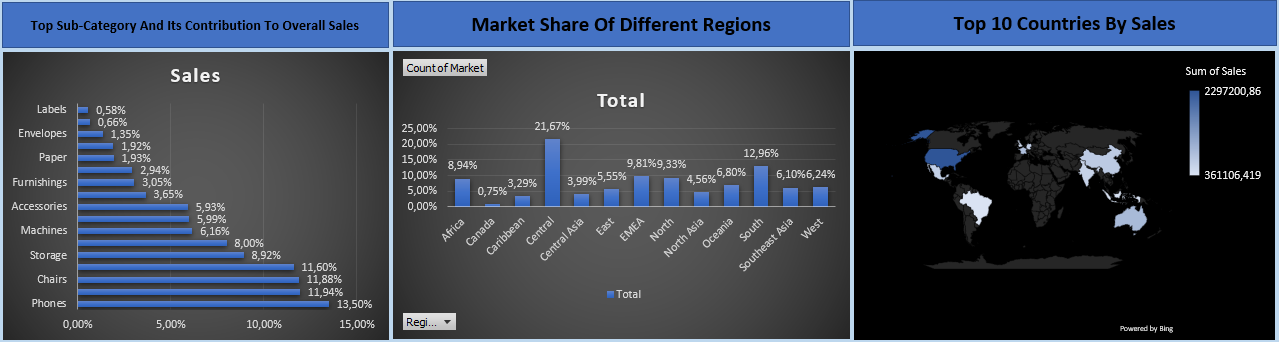 Top Sub-Category And Its Contribution To Overall Sales
Sales
Labels 0,58%
0,66%
Envelopes 1,35%
1,92%
Paper 1,93%
2,94%
Furnishings 3,05%
3,65%
Accessories 5,93%
5,99%
Machines 6,16%
8,00%
Storage 8,92%
11,60%
Chairs 11,88%
11,94%
Phones 13,50%
0,00% 5,00% 10,00% 15,00%
Market Share Of Different Regions
Count of Market
Total
25,00%
20,00%
15,00%
10,00%
5,00%
0,00%
8,94% 0,75% 3,29% 21,67% 3,99% 5,55% 9,81% 9,33% 4,56% 6,80% 12,96% 6,10% 6,24%
Africa Canada Caribbean Central Central Asia East EMEA North North Asia Oceania South Southeast Asia West
Total
Regi...
Top 10 Countries By Sales
Sum of Sales
2297200,86
361106,419
Powered by Bing